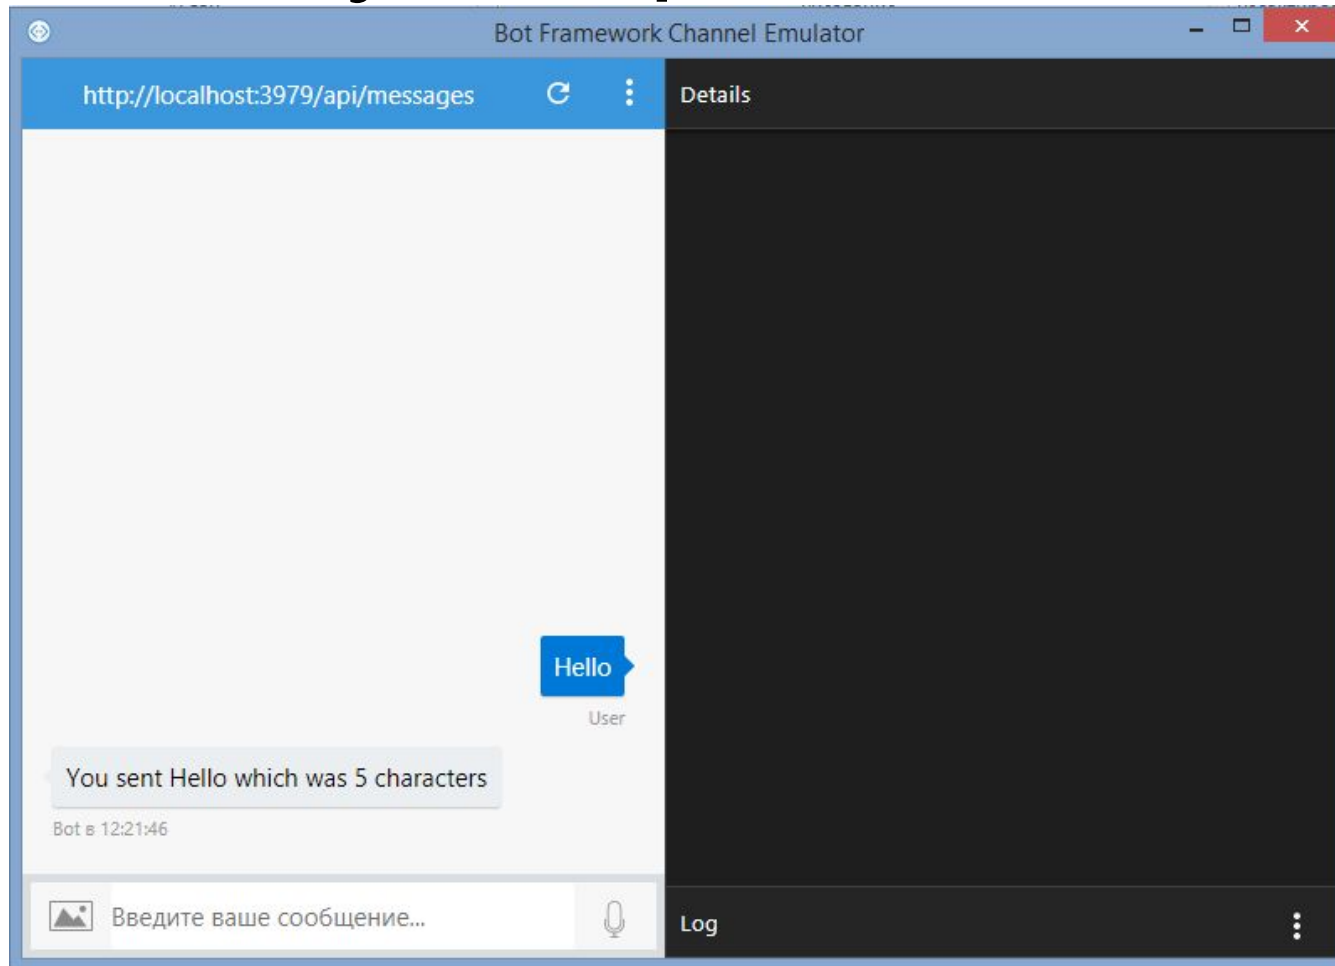 Bot Framework Channel Emulator
http://localhost:3979/api/messages
Details
Hello
User
You sent Hello which was 5 characters
Bot в 12:21:46
Введите ваше сообщение...
Log